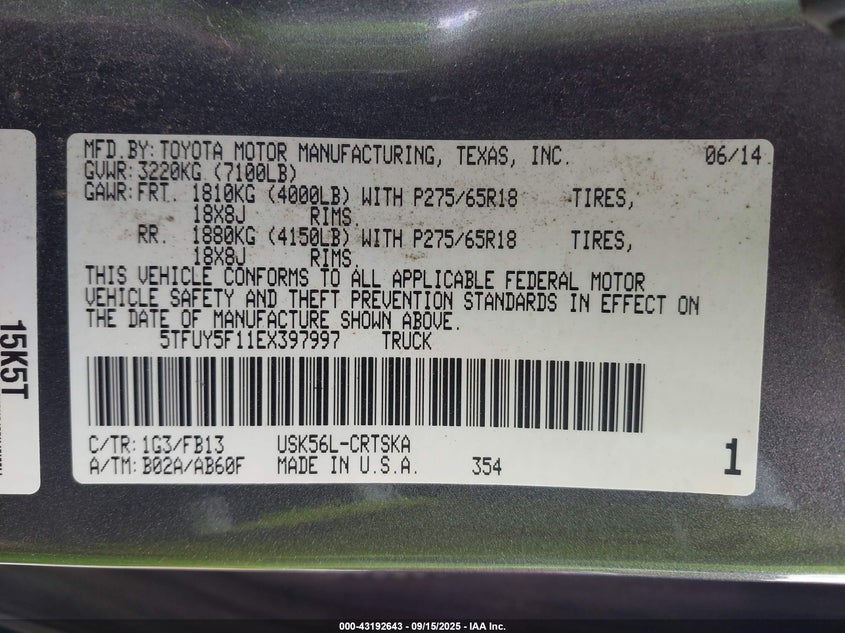 MFD.BY: TOYOTA MOTOR MANUFACTURING, TEXAS, INC. 06/14
GVWR: 3220KG (7100LB)
GAWR: FRT. 1810KG (4000LB) WITH P275/65R18 TIRES,
18X8J RIMS.
RR. 1880KG (4150LB) WITH P275/65R18 TIRES,
18X8J RIMS.
THIS VEHICLE CONFORMS TO ALL APPLICABLE FEDERAL MOTOR
VEHICLE SAFETY AND THEFT PREVENTION STANDARDS IN EFFECT ON
THE DATE OF MANUFACTURE SHOWN ABOVE.
5TFUY5F11EX397997 TRUCK
C/TR: 1G3/FB13 USK56L-CRTSKA
A/TM: B02A/AB60F MADE IN U.S.A. 354 1
15K5T
000-43192643 - 09/15/2025 - IAA Inc.